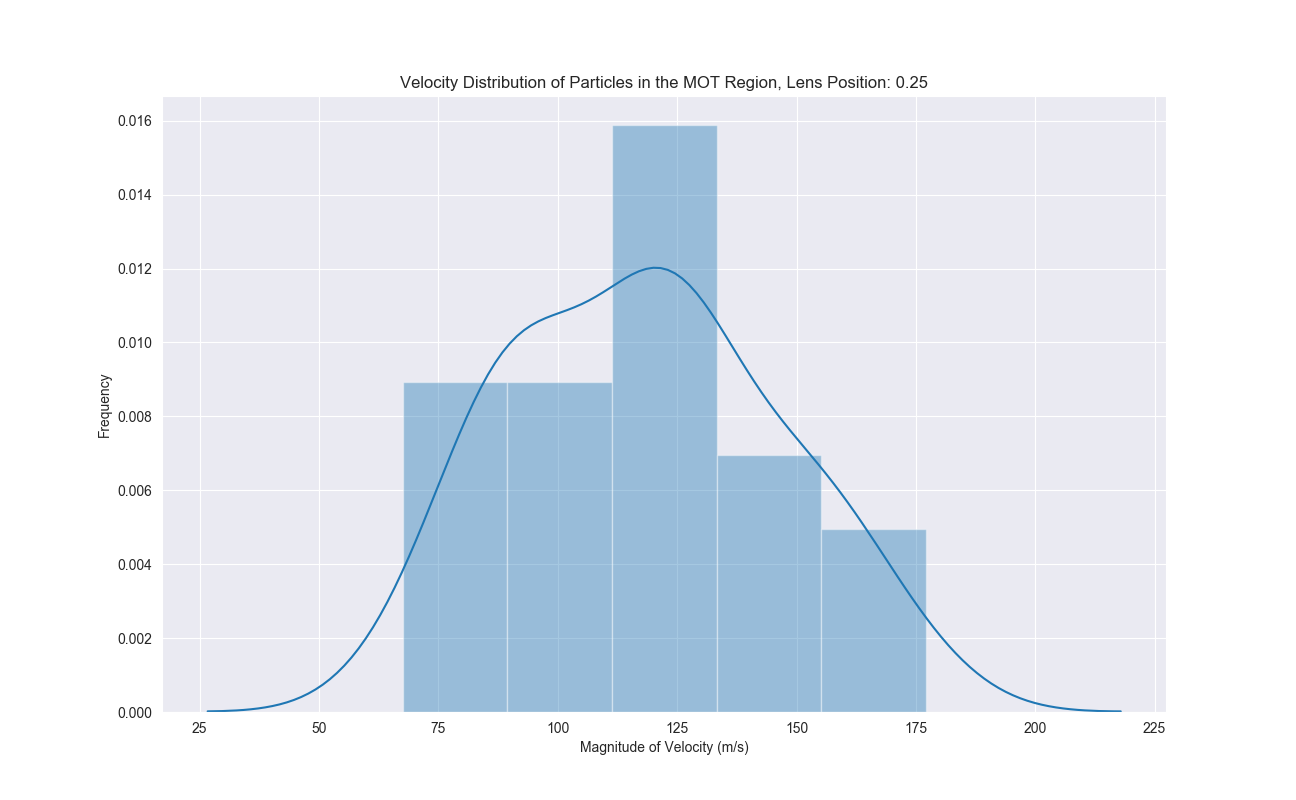 Velocity Distribution of Particles in the MOT Region, Lens Position: 0.25
0.016
0.014
0.012
0.010
0.008
0.006
0.004
0.002
0.000
Frequency
25 50 75 100 125 150 175 200 225
Magnitude of Velocity (m/s)